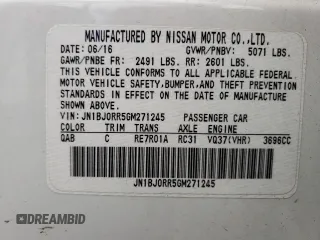 MANUFACTURED BY NISSAN MOTOR CO.,LTD.
DATE: 06/16 GVWR/PNBV: 5071 LBS.
GAWR/PNBE FR: 2491 LBS. RR: 2601 LBS.
THIS VEHICLE CONFORMS TO ALL APPLICABLE FEDERAL
MOTOR VEHICLE SAFETY,BUMPER,AND THEFT PREVENTION
STANDARDS IN EFFECT ON THE DATE OF MANUFACTURE
SHOWN ABOVE.
VIN: JN1BJ0RR5GM271245 PASSENGER CAR
COLOR TRIM TRANS AXLE ENGINE
QAB C RE7R01A RC31 VQ37(VHR) 3696CC
JN1BJ0RR5GM271245
© DREAMBID
DREAMBID